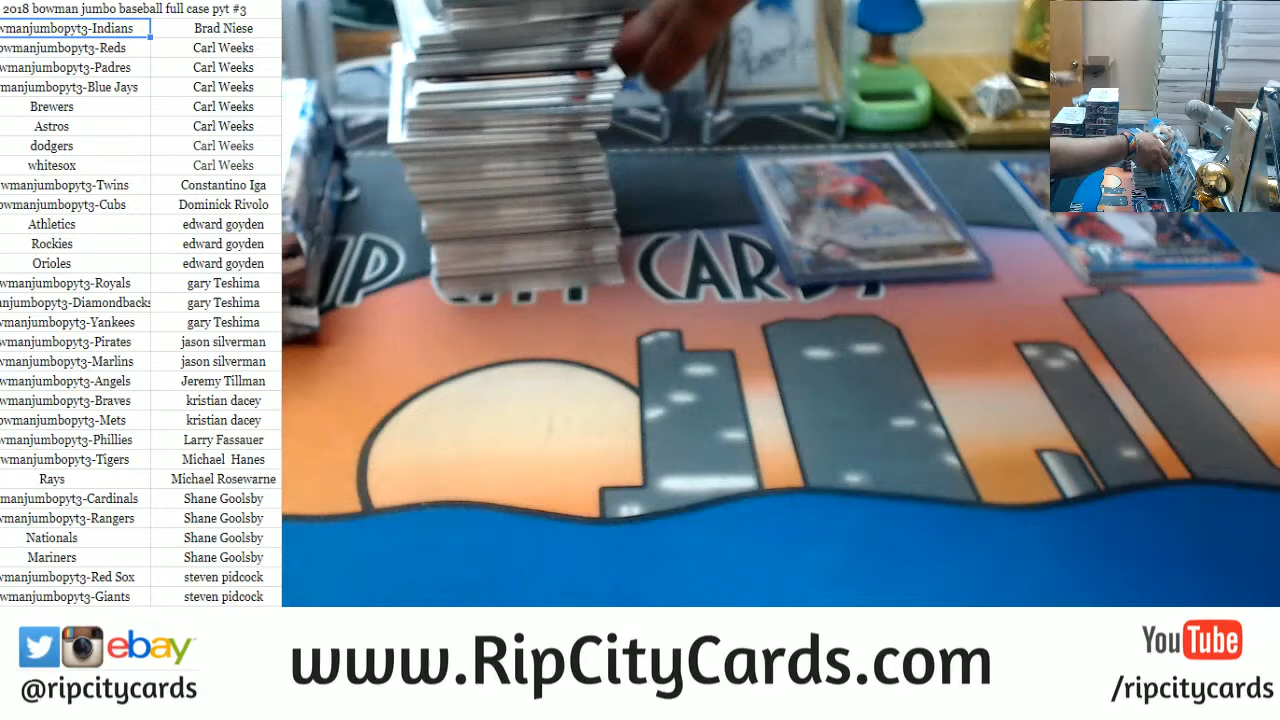 2018 bowman jumbo baseball full case pyt #3
wmanjumbopyt3-Indians Brad Niese
owmanjumbopyt3-Reds Carl Weeks
wmanjumbopyt3-Padres Carl Weeks
manjumbopyt3-Blue Jays Carl Weeks
Brewers Carl Weeks
Astros Carl Weeks
dodgers Carl Weeks
whitesox Carl Weeks
wmanjumbopyt3-Twins Constantino Iga
owmanjumbopyt3-Cubs Dominick Rivolo
Athletics edward goyden
Rockies edward goyden
Orioles edward goyden
wmanjumbopyt3-Royals gary Teshima
njumbopyt3-Diamondbacks gary Teshima
manjumbopyt3-Yankees gary Teshima
wmanjumbopyt3-Pirates jason silverman
manjumbopyt3-Marlins jason silverman
wmanjumbopyt3-Angels Jeremy Tillman
wmanjumbopyt3-Braves kristian dacey
owmanjumbopyt3-Mets kristian dacey
wmanjumbopyt3-Phillies Larry Fassauer
wmanjumbopyt3-Tigers Michael Hanes
Rays Michael Rosewarne
manjumbopyt3-Cardinals Shane Goolsby
wmanjumbopyt3-Rangers Shane Goolsby
Nationals Shane Goolsby
Mariners Shane Goolsby
wmanjumbopyt3-Red Sox steven pidcock
wmanjumbopyt3-Giants steven pidcock
IP CITY CARDS
ebay
@ripcitycards
www.RipCityCards.com
YouTube
/ripcitycards